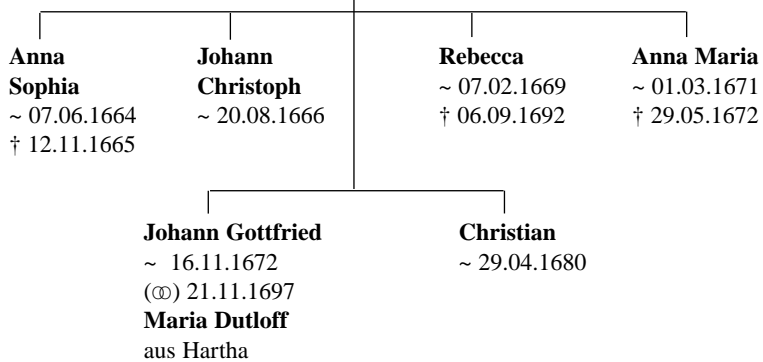 Anna
Sophia
~ 07.06.1664
† 12.11.1665
Johann
Christoph
~ 20.08.1666
Rebecca
~ 07.02.1669
† 06.09.1692
Anna Maria
~ 01.03.1671
† 29.05.1672
Johann Gottfried
~ 16.11.1672
(⚭) 21.11.1697
Maria Dutloff
aus Hartha
Christian
~ 29.04.1680